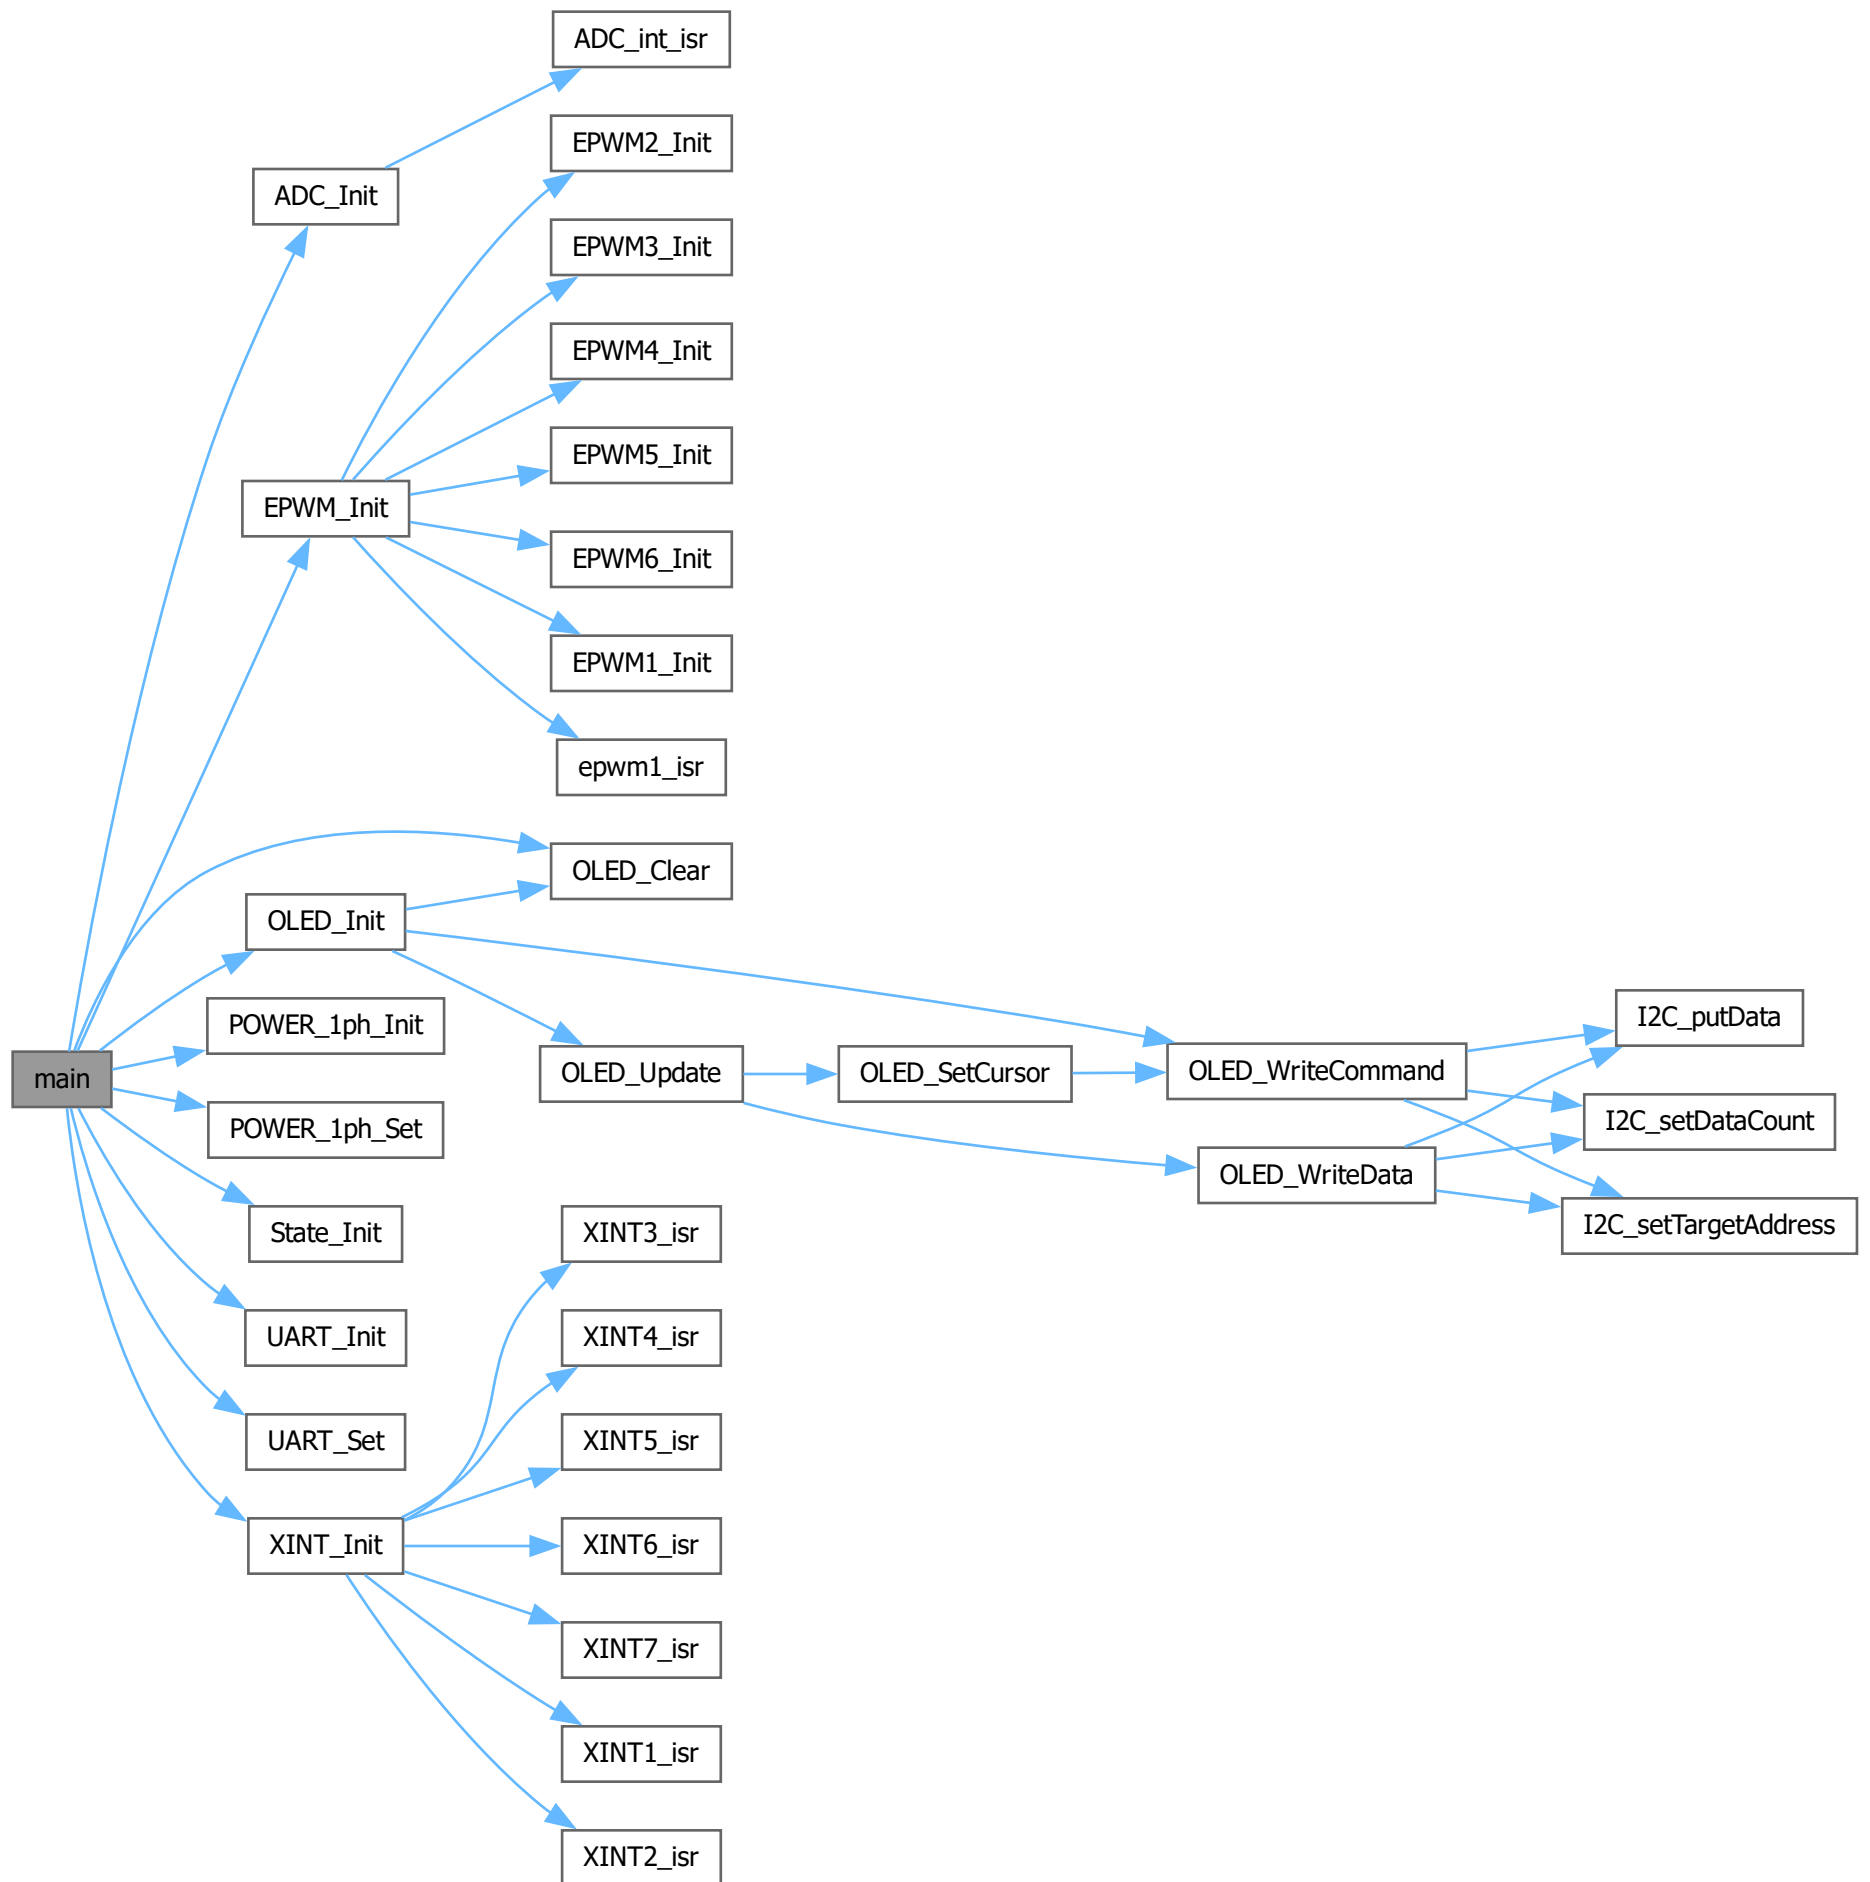 ADC_int_isr
EPWM2_Init
ADC_Init
EPWM3_Init
EPWM4_Init
EPWM5_Init
EPWM_Init
EPWM6_Init
EPWM1_Init
epwm1_isr
OLED_Clear
OLED_Init
POWER_1ph_Init
I2C_putData
main
OLED_Update
OLED_SetCursor
OLED_WriteCommand
POWER_1ph_Set
I2C_setDataCount
OLED_WriteData
State_Init
XINT3_isr
I2C_setTargetAddress
UART_Init
XINT4_isr
UART_Set
XINT5_isr
XINT_Init
XINT6_isr
XINT7_isr
XINT1_isr
XINT2_isr